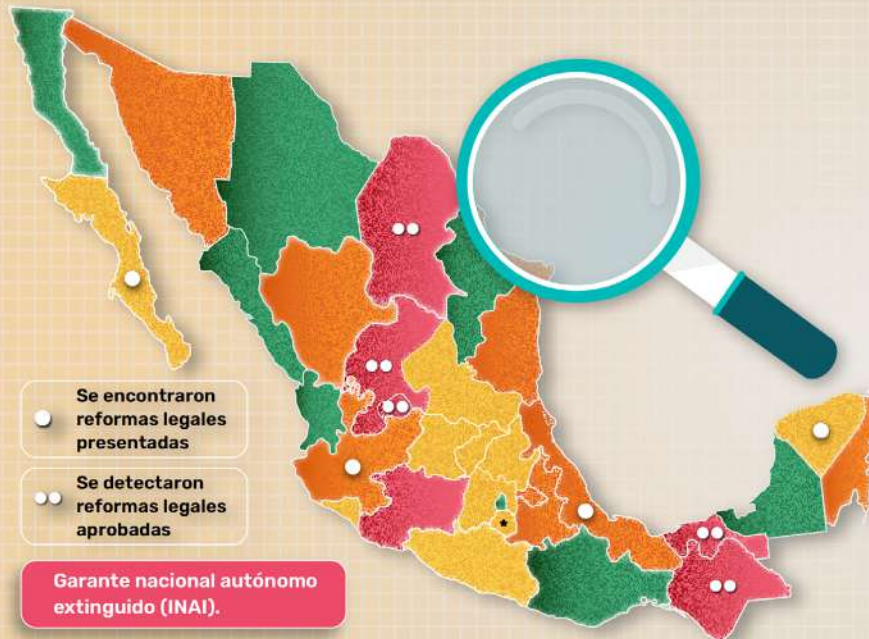 Se encontraron
reformas legales
presentadas
Se detectaron
reformas legales
aprobadas
Garante nacional autónomo
extinguido (INAI).